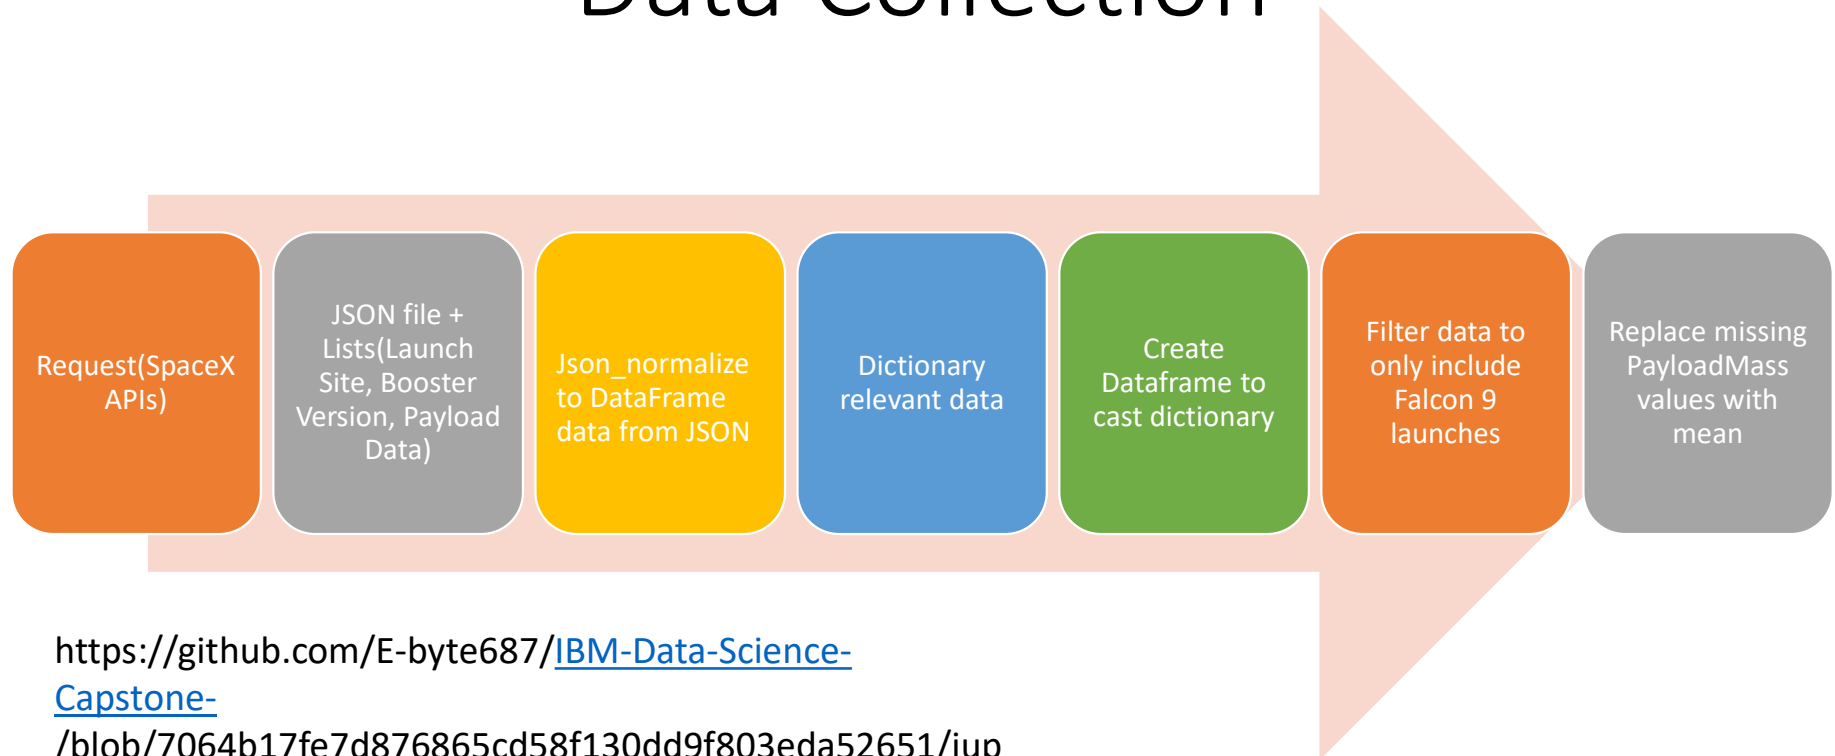 Data Collection
Request(SpaceX
APIs)
JSON file +
Lists(Launch
Site, Booster
Version, Payload
Data)
Json_normalize
to DataFrame
data from JSON
Dictionary
relevant data
Create
Dataframe to
cast dictionary
Filter data to
only include
Falcon 9
launches
Replace missing
PayloadMass
values with
mean
https://github.com/E-byte687/IBM-Data-Science-
Capstone-
/blob/7064b17fe7d876865cd58f130dd9f803eda52651/jup